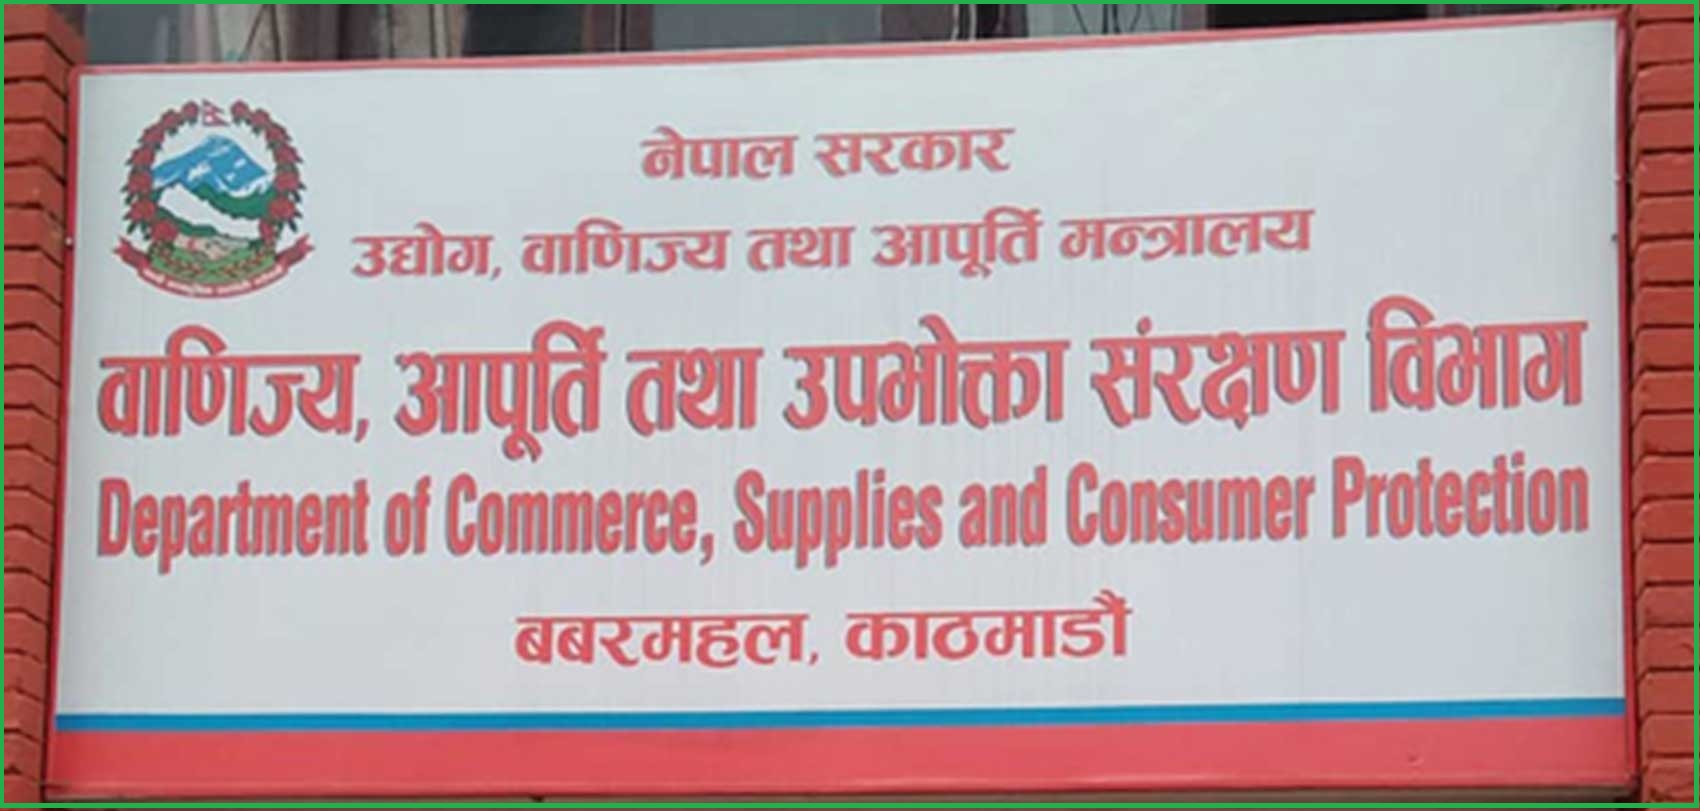 नेपाल सरकार
उद्योग, वाणिज्य तथा आपूर्ति मन्त्रालय
वाणिज्य, आपूर्ति तथा उपभोक्ता संरक्षण विभाग
Department of Commerce, Supplies and Consumer Protection
बबरमहल, काठमाडौं